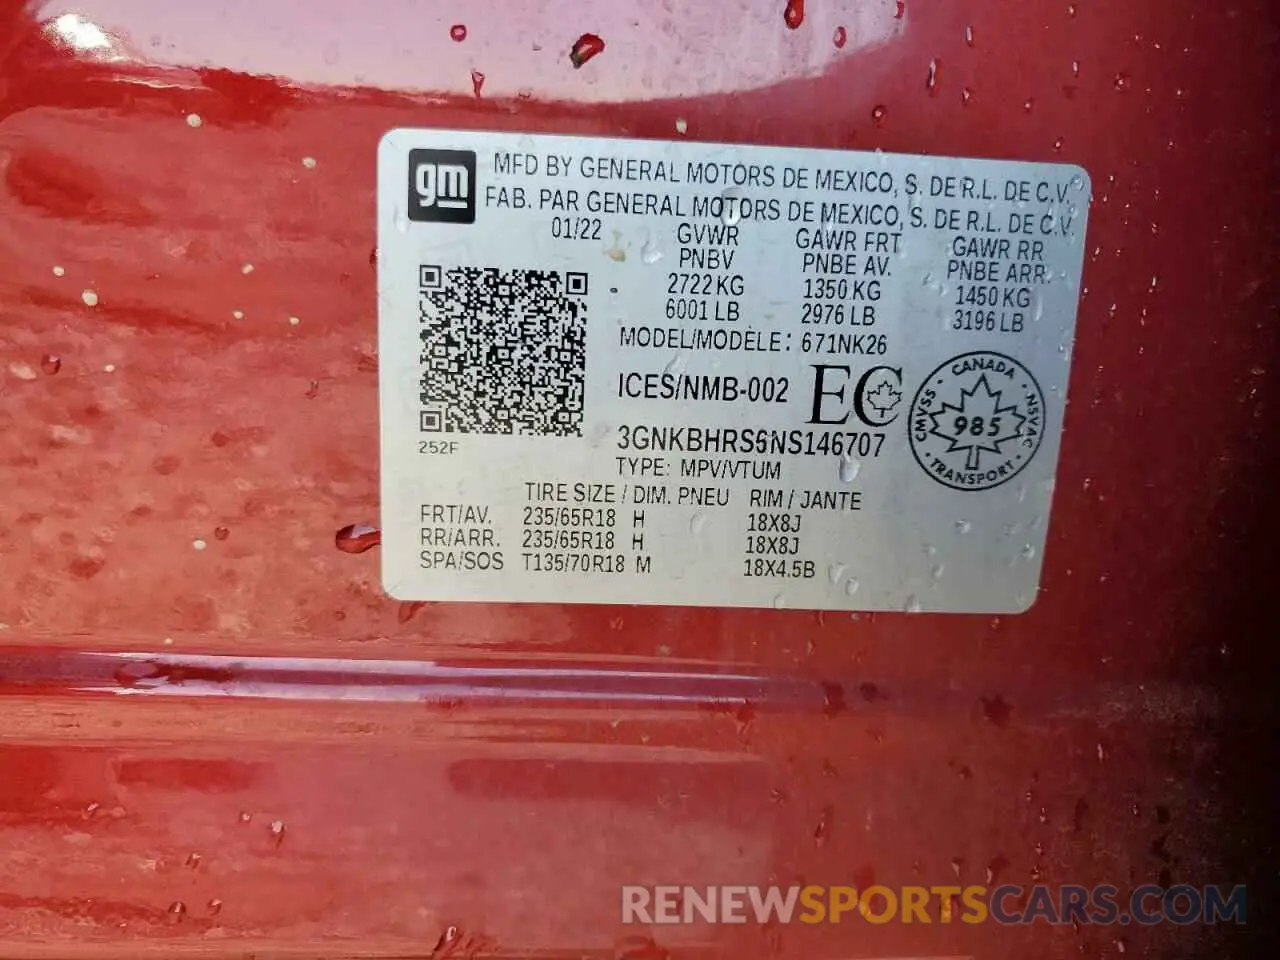 gm
MFD BY GENERAL MOTORS DE MEXICO, S. DE R.L. DE C.V.
FAB. PAR GENERAL MOTORS DE MEXICO, S. DE R.L. DE C.V.
01/22 GVWR GAWR FRT GAWR RR
PNBV PNBE AV. PNBE ARR.
2722 KG 1350 KG 1450 KG
6001 LB 2976 LB 3196 LB
MODEL/MODÈLE: 671NK26
ICES/NMB-002 EC
CANADA
CMVSS 985 NSVAC
TRANSPORT
252F
3GNKBHRS6NS146707
TYPE: MPV/VTUM
TIRE SIZE / DIM. PNEU RIM / JANTE
FRT/AV. 235/65R18 H 18X8J
RR/ARR. 235/65R18 H 18X8J
SPA/SOS T135/70R18 M 18X4.5B
RENEWSPORTSCARS.COM